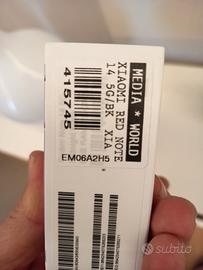 MEDIA * WORLD
XIAOMI RED NOTE
14 5G/BK XIA
415745
EM06A2H5
subito